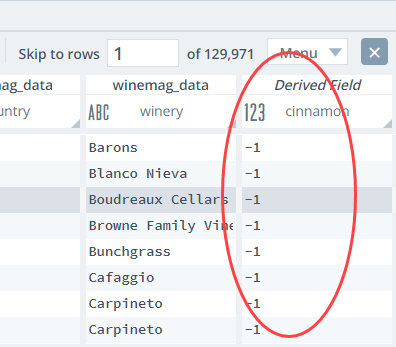 Skip to rows 1 of 129,971 Menu ×
ag_data winemag_data Derived Field
untry ABC winery 123 cinnamon
Barons -1
Blanco Nieva -1
Boudreaux Cellars -1
Browne Family Vine -1
Bunchgrass -1
Cafaggio -1
Carpineto -1
Carpineto -1